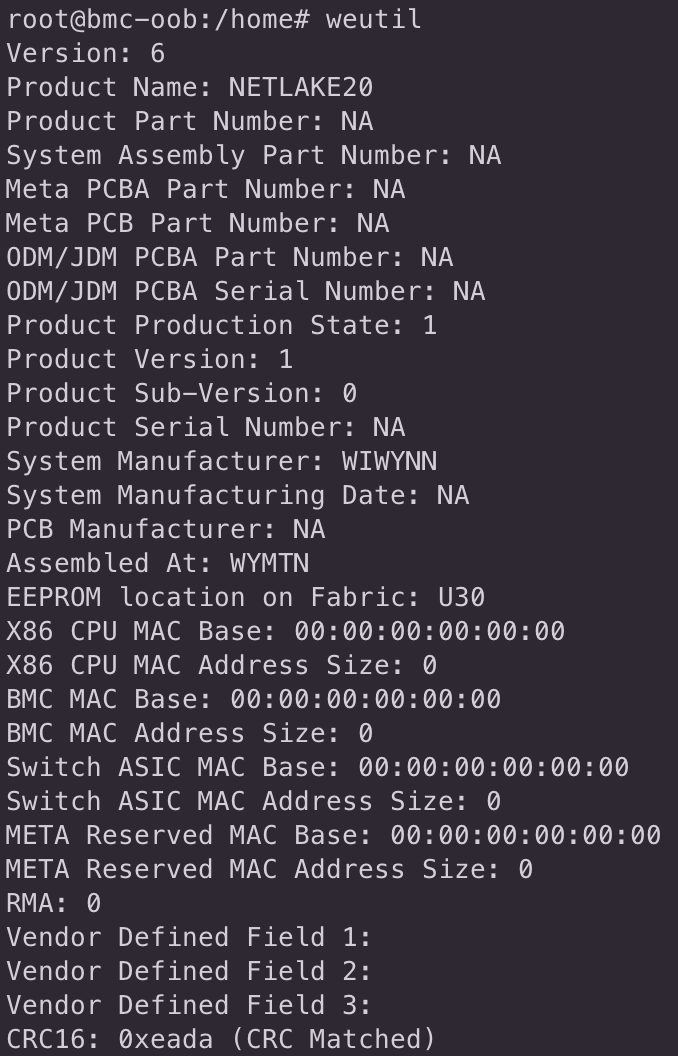 root@bmc-oob:/home# weutil
Version: 6
Product Name: NETLAKE20
Product Part Number: NA
System Assembly Part Number: NA
Meta PCBA Part Number: NA
Meta PCB Part Number: NA
ODM/JDM PCBA Part Number: NA
ODM/JDM PCBA Serial Number: NA
Product Production State: 1
Product Version: 1
Product Sub-Version: 0
Product Serial Number: NA
System Manufacturer: WIWYNN
System Manufacturing Date: NA
PCB Manufacturer: NA
Assembled At: WYMTN
EEPROM location on Fabric: U30
X86 CPU MAC Base: 00:00:00:00:00:00
X86 CPU MAC Address Size: 0
BMC MAC Base: 00:00:00:00:00:00
BMC MAC Address Size: 0
Switch ASIC MAC Base: 00:00:00:00:00:00
Switch ASIC MAC Address Size: 0
META Reserved MAC Base: 00:00:00:00:00:00
META Reserved MAC Address Size: 0
RMA: 0
Vendor Defined Field 1:
Vendor Defined Field 2:
Vendor Defined Field 3:
CRC16: 0xeada (CRC Matched)